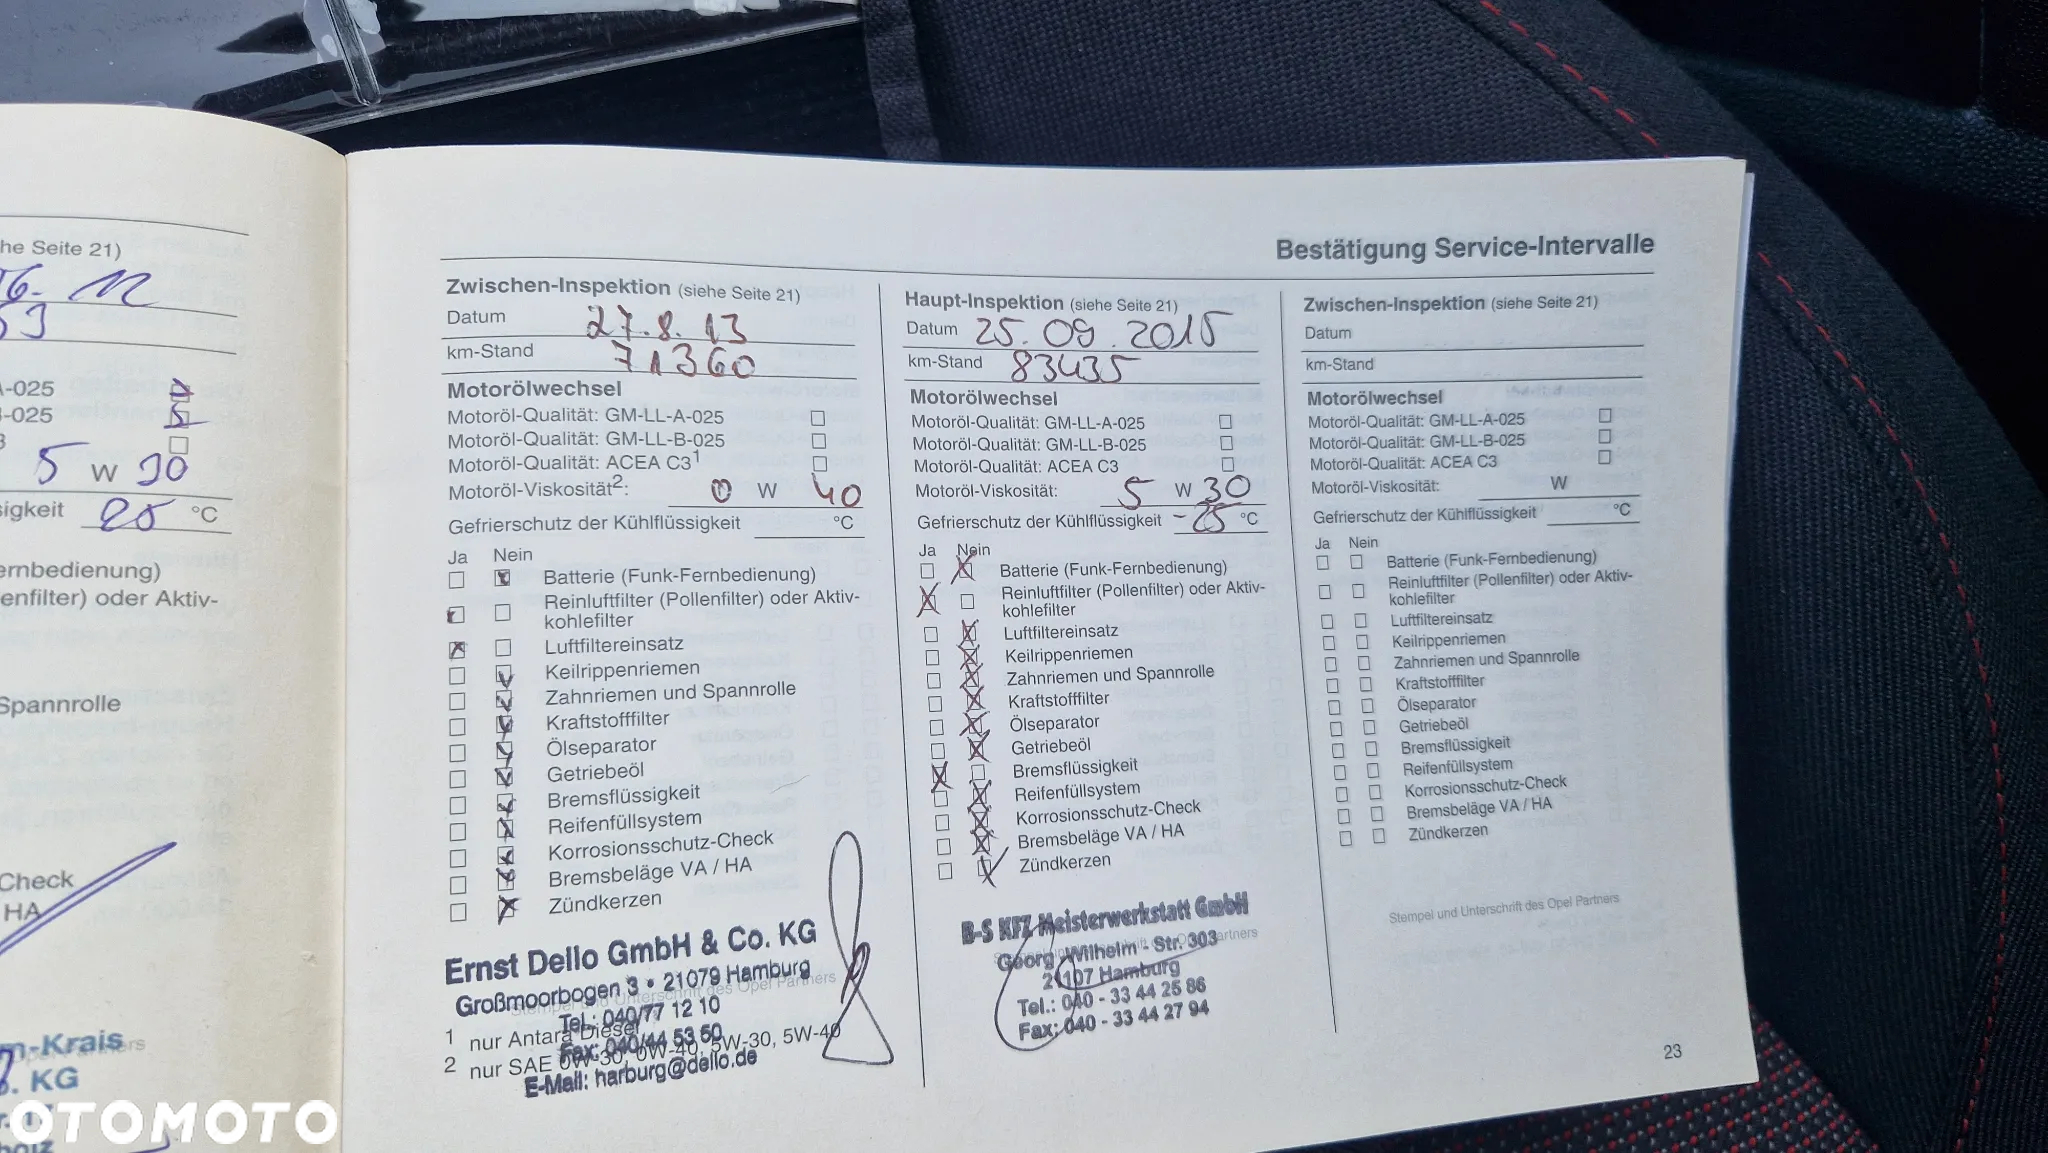 he Seite 21)
A-025
B-025
5 W 30
igkeit 25 °C
ernbedienung)
enfilter) oder Aktiv-
Spannrolle
Check
HA
m-Krais
. KG
Bestätigung Service-Intervalle
Zwischen-Inspektion (siehe Seite 21)
Datum 27.8.13
km-Stand 71360
Motorölwechsel
Motoröl-Qualität: GM-LL-A-025
Motoröl-Qualität: GM-LL-B-025
Motoröl-Qualität: ACEA C3¹
Motoröl-Viskosität²: 0 W 40
Gefrierschutz der Kühlflüssigkeit °C
Ja Nein
Batterie (Funk-Fernbedienung)
Reinluftfilter (Pollenfilter) oder Aktiv-
kohlefilter
Luftfiltereinsatz
Keilrippenriemen
Zahnriemen und Spannrolle
Kraftstofffilter
Ölseparator
Getriebeöl
Bremsflüssigkeit
Reifenfüllsystem
Korrosionsschutz-Check
Bremsbeläge VA / HA
Zündkerzen
Ernst Dello GmbH & Co. KG
Großmoorbogen 3 • 21079 Hamburg
Stempel und Unterschrift des Opel Partners
Tel.: 040/77 12 10
1 nur Antara Diesel
Fax: 040/44 53 50
2 nur SAE 0W-30, 0W-40, 5W-30, 5W-40
E-Mail: harburg@dello.de
Haupt-Inspektion (siehe Seite 21)
Datum 25.09.2015
km-Stand 83435
Motorölwechsel
Motoröl-Qualität: GM-LL-A-025
Motoröl-Qualität: GM-LL-B-025
Motoröl-Qualität: ACEA C3
Motoröl-Viskosität: 5 W 30
Gefrierschutz der Kühlflüssigkeit -25 °C
Ja Nein
Batterie (Funk-Fernbedienung)
Reinluftfilter (Pollenfilter) oder Aktiv-
kohlefilter
Luftfiltereinsatz
Keilrippenriemen
Zahnriemen und Spannrolle
Kraftstofffilter
Ölseparator
Getriebeöl
Bremsflüssigkeit
Reifenfüllsystem
Korrosionsschutz-Check
Bremsbeläge VA / HA
Zündkerzen
B-S KFZ Meisterwerkstatt GmbH
Georg - Wilhelm - Str. 303
21107 Hamburg
Tel.: 040 - 33 44 25 86
Fax: 040 - 33 44 27 94
Zwischen-Inspektion (siehe Seite 21)
Datum
km-Stand
Motorölwechsel
Motoröl-Qualität: GM-LL-A-025
Motoröl-Qualität: GM-LL-B-025
Motoröl-Qualität: ACEA C3
Motoröl-Viskosität: W
Gefrierschutz der Kühlflüssigkeit °C
Ja Nein
Batterie (Funk-Fernbedienung)
Reinluftfilter (Pollenfilter) oder Aktiv-
kohlefilter
Luftfiltereinsatz
Keilrippenriemen
Zahnriemen und Spannrolle
Kraftstofffilter
Ölseparator
Getriebeöl
Bremsflüssigkeit
Reifenfüllsystem
Korrosionsschutz-Check
Bremsbeläge VA / HA
Zündkerzen
Stempel und Unterschrift des Opel Partners
23
OTOMOTO